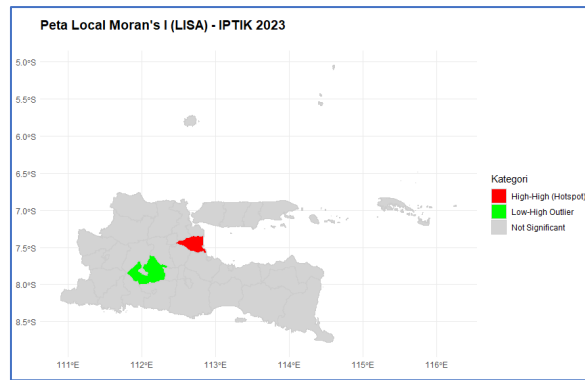 Peta Local Moran's I (LISA) - IPTIK 2023
5.0°S
5.5°S
6.0°S
6.5°S
7.0°S
7.5°S
8.0°S
8.5°S
111°E 112°E 113°E 114°E 115°E 116°E
Kategori
High-High (Hotspot)
Low-High Outlier
Not Significant